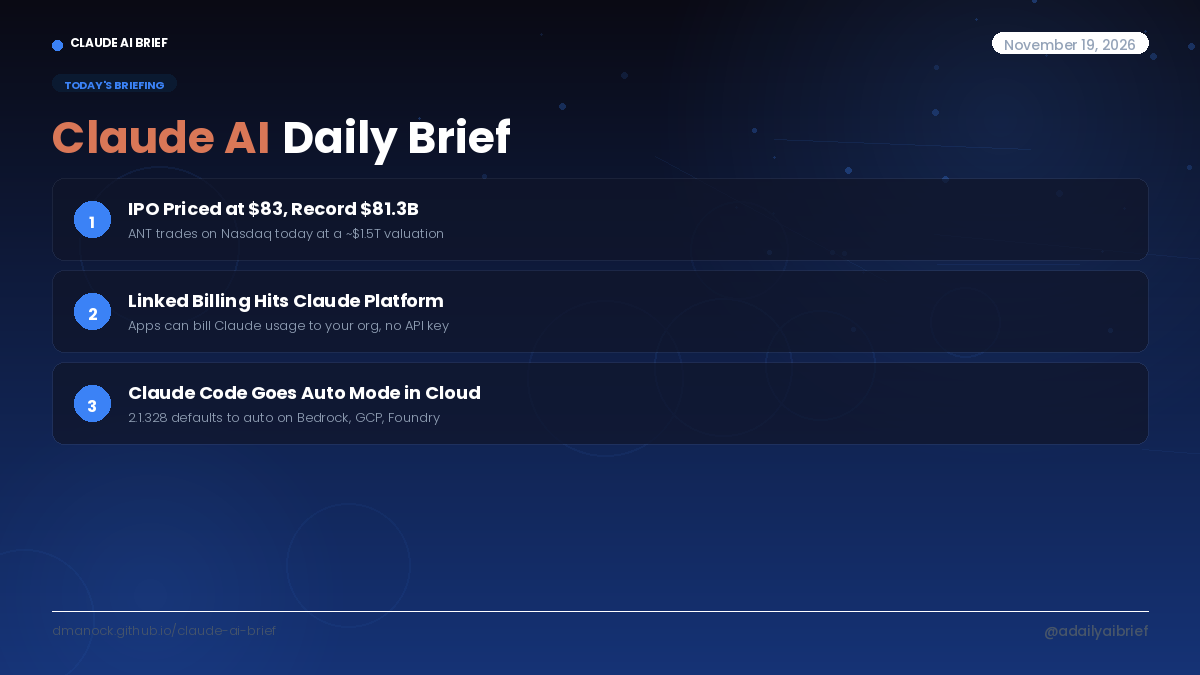 CLAUDE AI BRIEF
November 19, 2026
TODAY'S BRIEFING
Claude AI Daily Brief
1
IPO Priced at $83, Record $81.3B
ANT trades on Nasdaq today at a ~$1.5T valuation
2
Linked Billing Hits Claude Platform
Apps can bill Claude usage to your org, no API key
3
Claude Code Goes Auto Mode in Cloud
2.1.328 defaults to auto on Bedrock, GCP, Foundry
dmanock.github.io/claude-ai-brief
@adailyaibrief